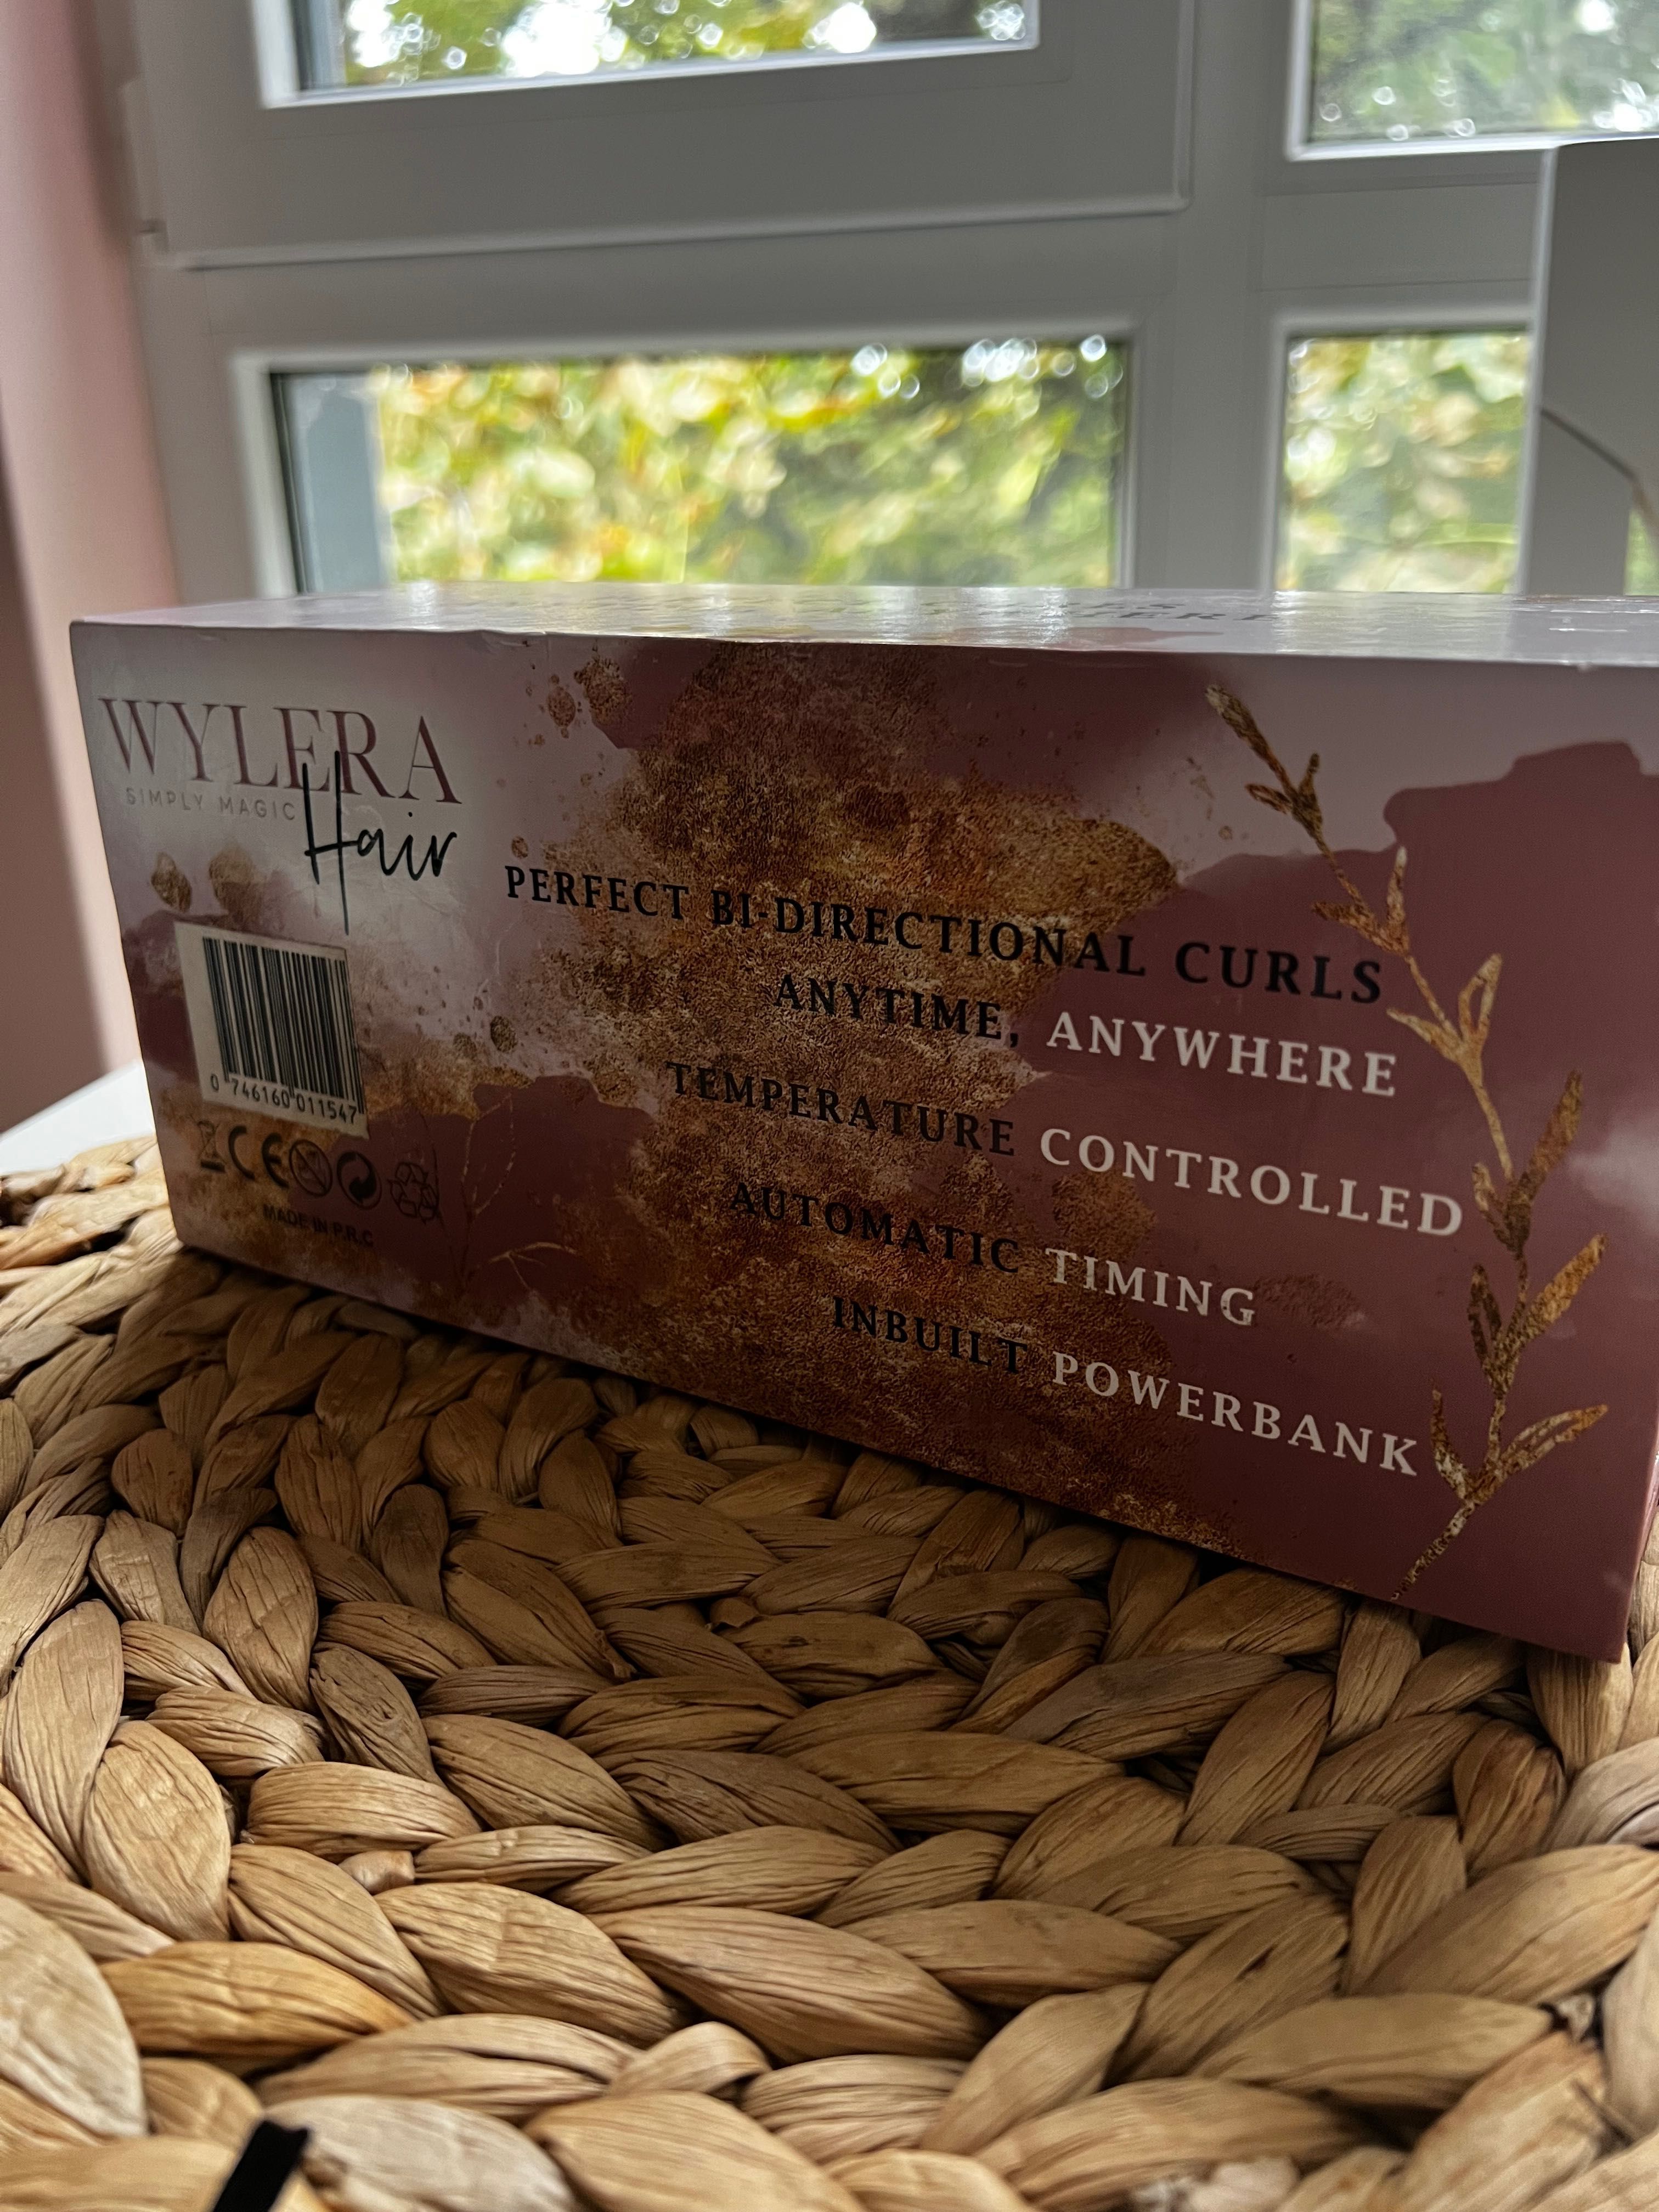 WYLERA
SIMPLY MAGIC
Hair
PERFECT BI-DIRECTIONAL CURLS
ANYTIME, ANYWHERE
TEMPERATURE CONTROLLED
AUTOMATIC TIMING
INBUILT POWERBANK
0 746160 011547
CE
MADE IN P.R.C